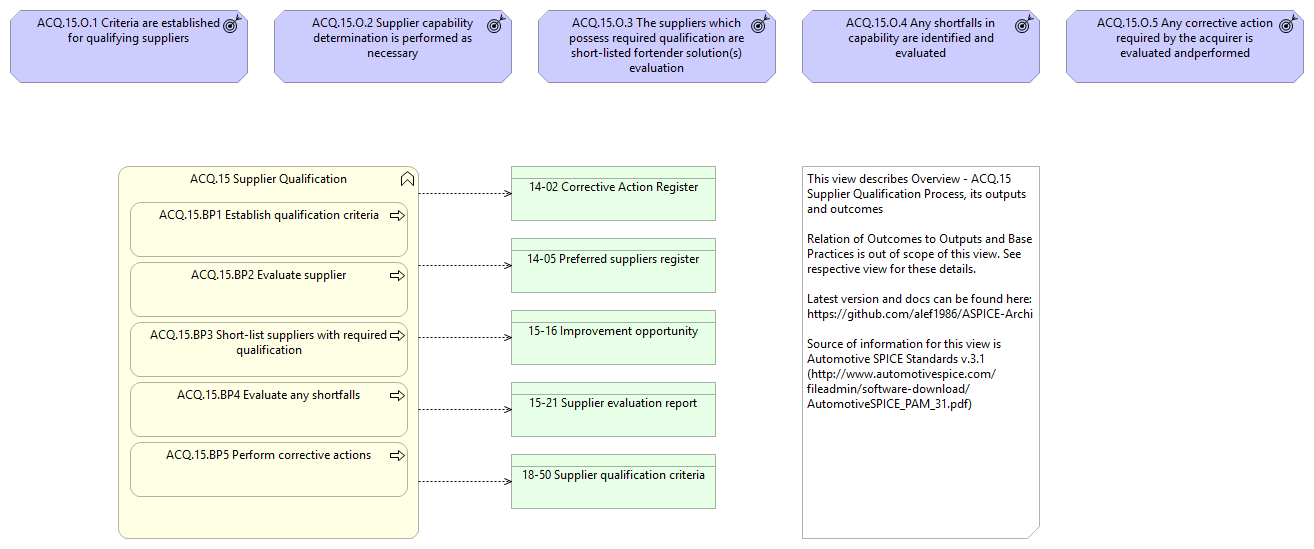 ACQ.15.O.1 Criteria are established
for qualifying suppliers
ACQ.15.O.2 Supplier capability
determination is performed as
necessary
ACQ.15.O.3 The suppliers which
possess required qualification are
short-listed fortender solution(s)
evaluation
ACQ.15.O.4 Any shortfalls in
capability are identified and
evaluated
ACQ.15.O.5 Any corrective action
required by the acquirer is
evaluated andperformed
ACQ.15 Supplier Qualification
ACQ.15.BP1 Establish qualification criteria
ACQ.15.BP2 Evaluate supplier
ACQ.15.BP3 Short-list suppliers with required
qualification
ACQ.15.BP4 Evaluate any shortfalls
ACQ.15.BP5 Perform corrective actions
14-02 Corrective Action Register
14-05 Preferred suppliers register
15-16 Improvement opportunity
15-21 Supplier evaluation report
18-50 Supplier qualification criteria
This view describes Overview - ACQ.15
Supplier Qualification Process, its outputs
and outcomes
Relation of Outcomes to Outputs and Base
Practices is out of scope of this view. See
respective view for these details.
Latest version and docs can be found here:
https://github.com/alef1986/ASPICE-Archi
Source of information for this view is
Automotive SPICE Standards v.3.1
(http://www.automotivespice.com/
fileadmin/software-download/
AutomotiveSPICE_PAM_31.pdf)